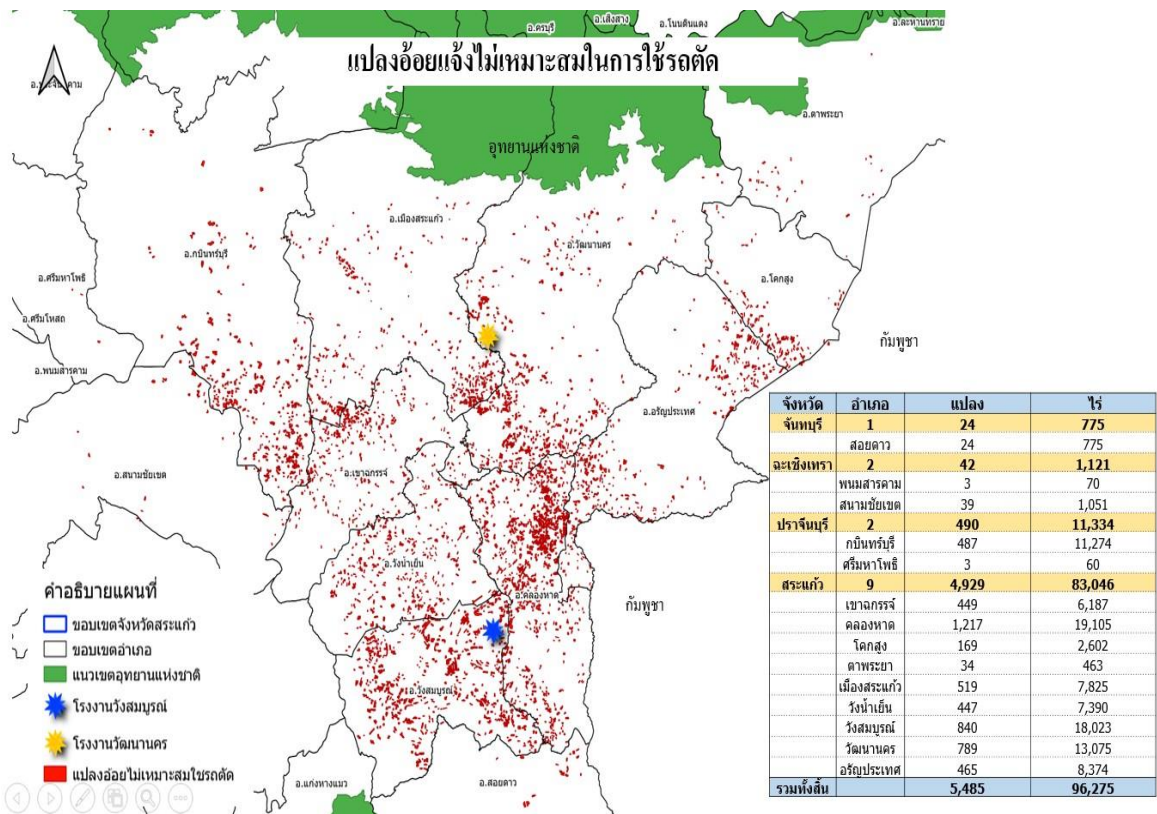 อ.ครบุรี
อ.เสิงสาง
อ.โนนดินแดง
อ.ละหานทราย
แปลงอ้อยแจ้งไม่เหมาะสมในการใช้รถตัด
อ.ตาพระยา
อุทยานแห่งชาติ
อ.เมืองสระแก้ว
อ.วัฒนานคร
อ.กบินทร์บุรี
อ.ศรีมหาโพธิ
อ.โคกสูง
อ.ศรีมโหสถ
กัมพูชา
อ.พนมสารคาม
อ.อรัญประเทศ
อ.สนามชัยเขต
อ.เขาฉกรรจ์
อ.วังน้ำเย็น
อ.คลองหาด
กัมพูชา
อ.วังสมบูรณ์
อ.แก่งหางแมว
อ.สอยดาว
คำอธิบายแผนที่
ขอบเขตจังหวัดสระแก้ว
ขอบเขตอำเภอ
แนวเขตอุทยานแห่งชาติ
โรงงานวังสมบูรณ์
โรงงานวัฒนานคร
แปลงอ้อยไม่เหมาะสมใช้รถตัด
จังหวัด อำเภอ แปลง ไร่
จันทบุรี 1 24 775
สอยดาว 24 775
ฉะเชิงเทรา 2 42 1,121
พนมสารคาม 3 70
สนามชัยเขต 39 1,051
ปราจีนบุรี 2 490 11,334
กบินทร์บุรี 487 11,274
ศรีมหาโพธิ 3 60
สระแก้ว 9 4,929 83,046
เขาฉกรรจ์ 449 6,187
คลองหาด 1,217 19,105
โคกสูง 169 2,602
ตาพระยา 34 463
เมืองสระแก้ว 519 7,825
วังน้ำเย็น 447 7,390
วังสมบูรณ์ 840 18,023
วัฒนานคร 789 13,075
อรัญประเทศ 465 8,374
รวมทั้งสิ้น 5,485 96,275